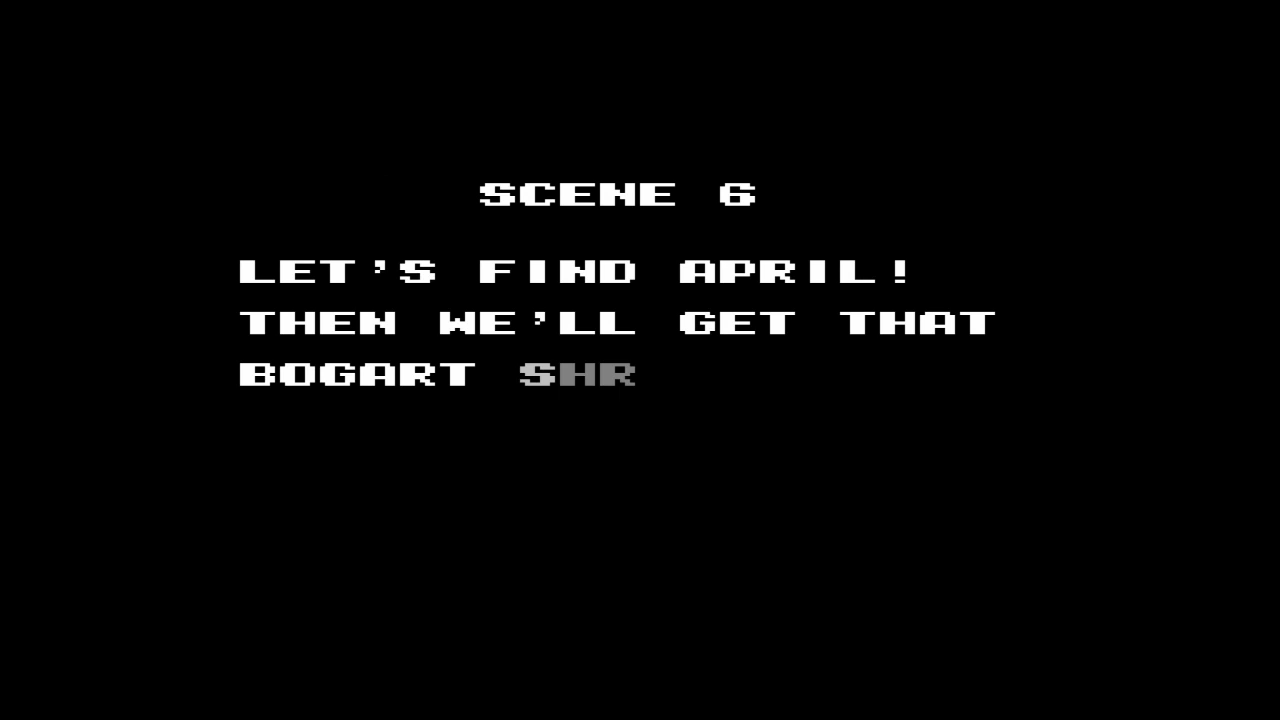 SCENE 6
LET'S FIND APRIL!
THEN WE'LL GET THAT
BOGART SHR